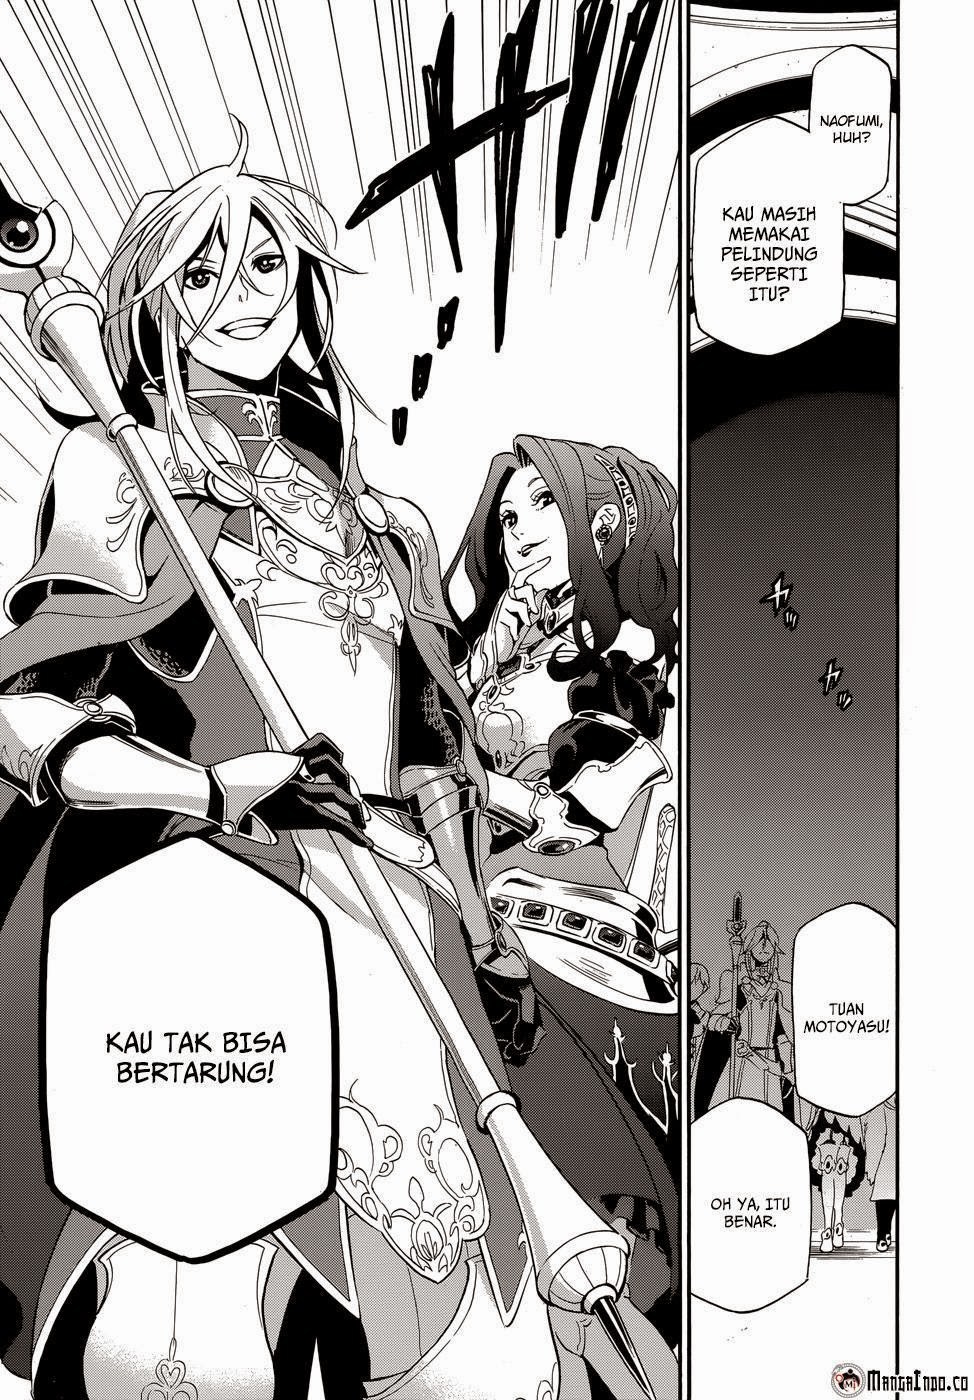 NAOFUMI,
HUH?
KAU MASIH
MEMAKAI
PELINDUNG
SEPERTI
ITU?
TUAN
MOTOYASU!
OH YA, ITU
BENAR.
KAU TAK BISA
BERTARUNG!
MangaIndo.co